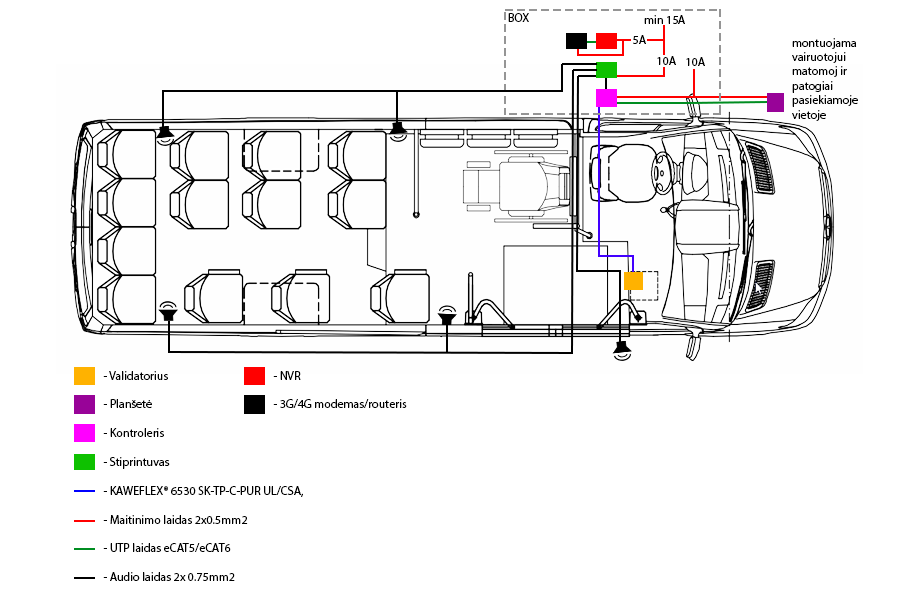 BOX
min 15A
5A
10A
10A
montuojama
vairuotojui
matomoj ir
patogiai
pasiekiamoje
vietoje
- Validatorius
- NVR
- Planšetė
- 3G/4G modemas/routeris
- Kontroleris
- Stiprintuvas
- KAWEFLEX® 6530 SK-TP-C-PUR UL/CSA,
- Maitinimo laidas 2x0.5mm2
- UTP laidas eCAT5/eCAT6
- Audio laidas 2x 0.75mm2